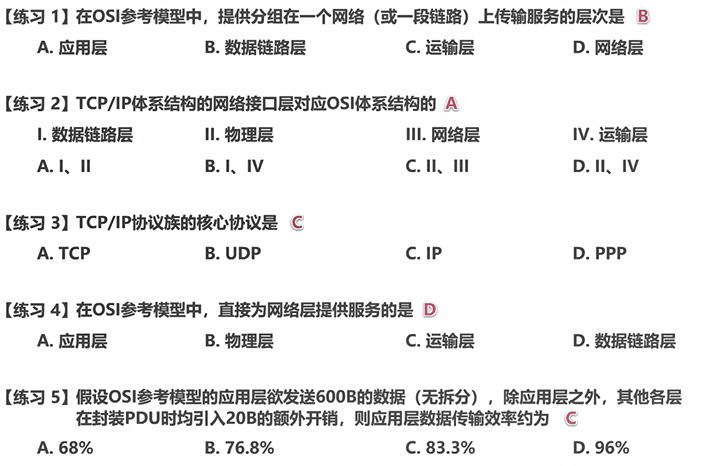 【练习 1】在OSI参考模型中，提供分组在一个网络（或一段链路）上传输服务的层次是 B
A. 应用层 B. 数据链路层 C. 运输层 D. 网络层
【练习 2】TCP/IP体系结构的网络接口层对应OSI体系结构的 A
I. 数据链路层 II. 物理层 III. 网络层 IV. 运输层
A. I、II B. I、IV C. II、III D. II、IV
【练习 3】TCP/IP协议族的核心协议是 C
A. TCP B. UDP C. IP D. PPP
【练习 4】在OSI参考模型中，直接为网络层提供服务的是 D
A. 应用层 B. 物理层 C. 运输层 D. 数据链路层
【练习 5】假设OSI参考模型的应用层欲发送600B的数据（无拆分），除应用层之外，其他各层
在封装PDU时均引入20B的额外开销，则应用层数据传输效率约为 C
A. 68% B. 76.8% C. 83.3% D. 96%